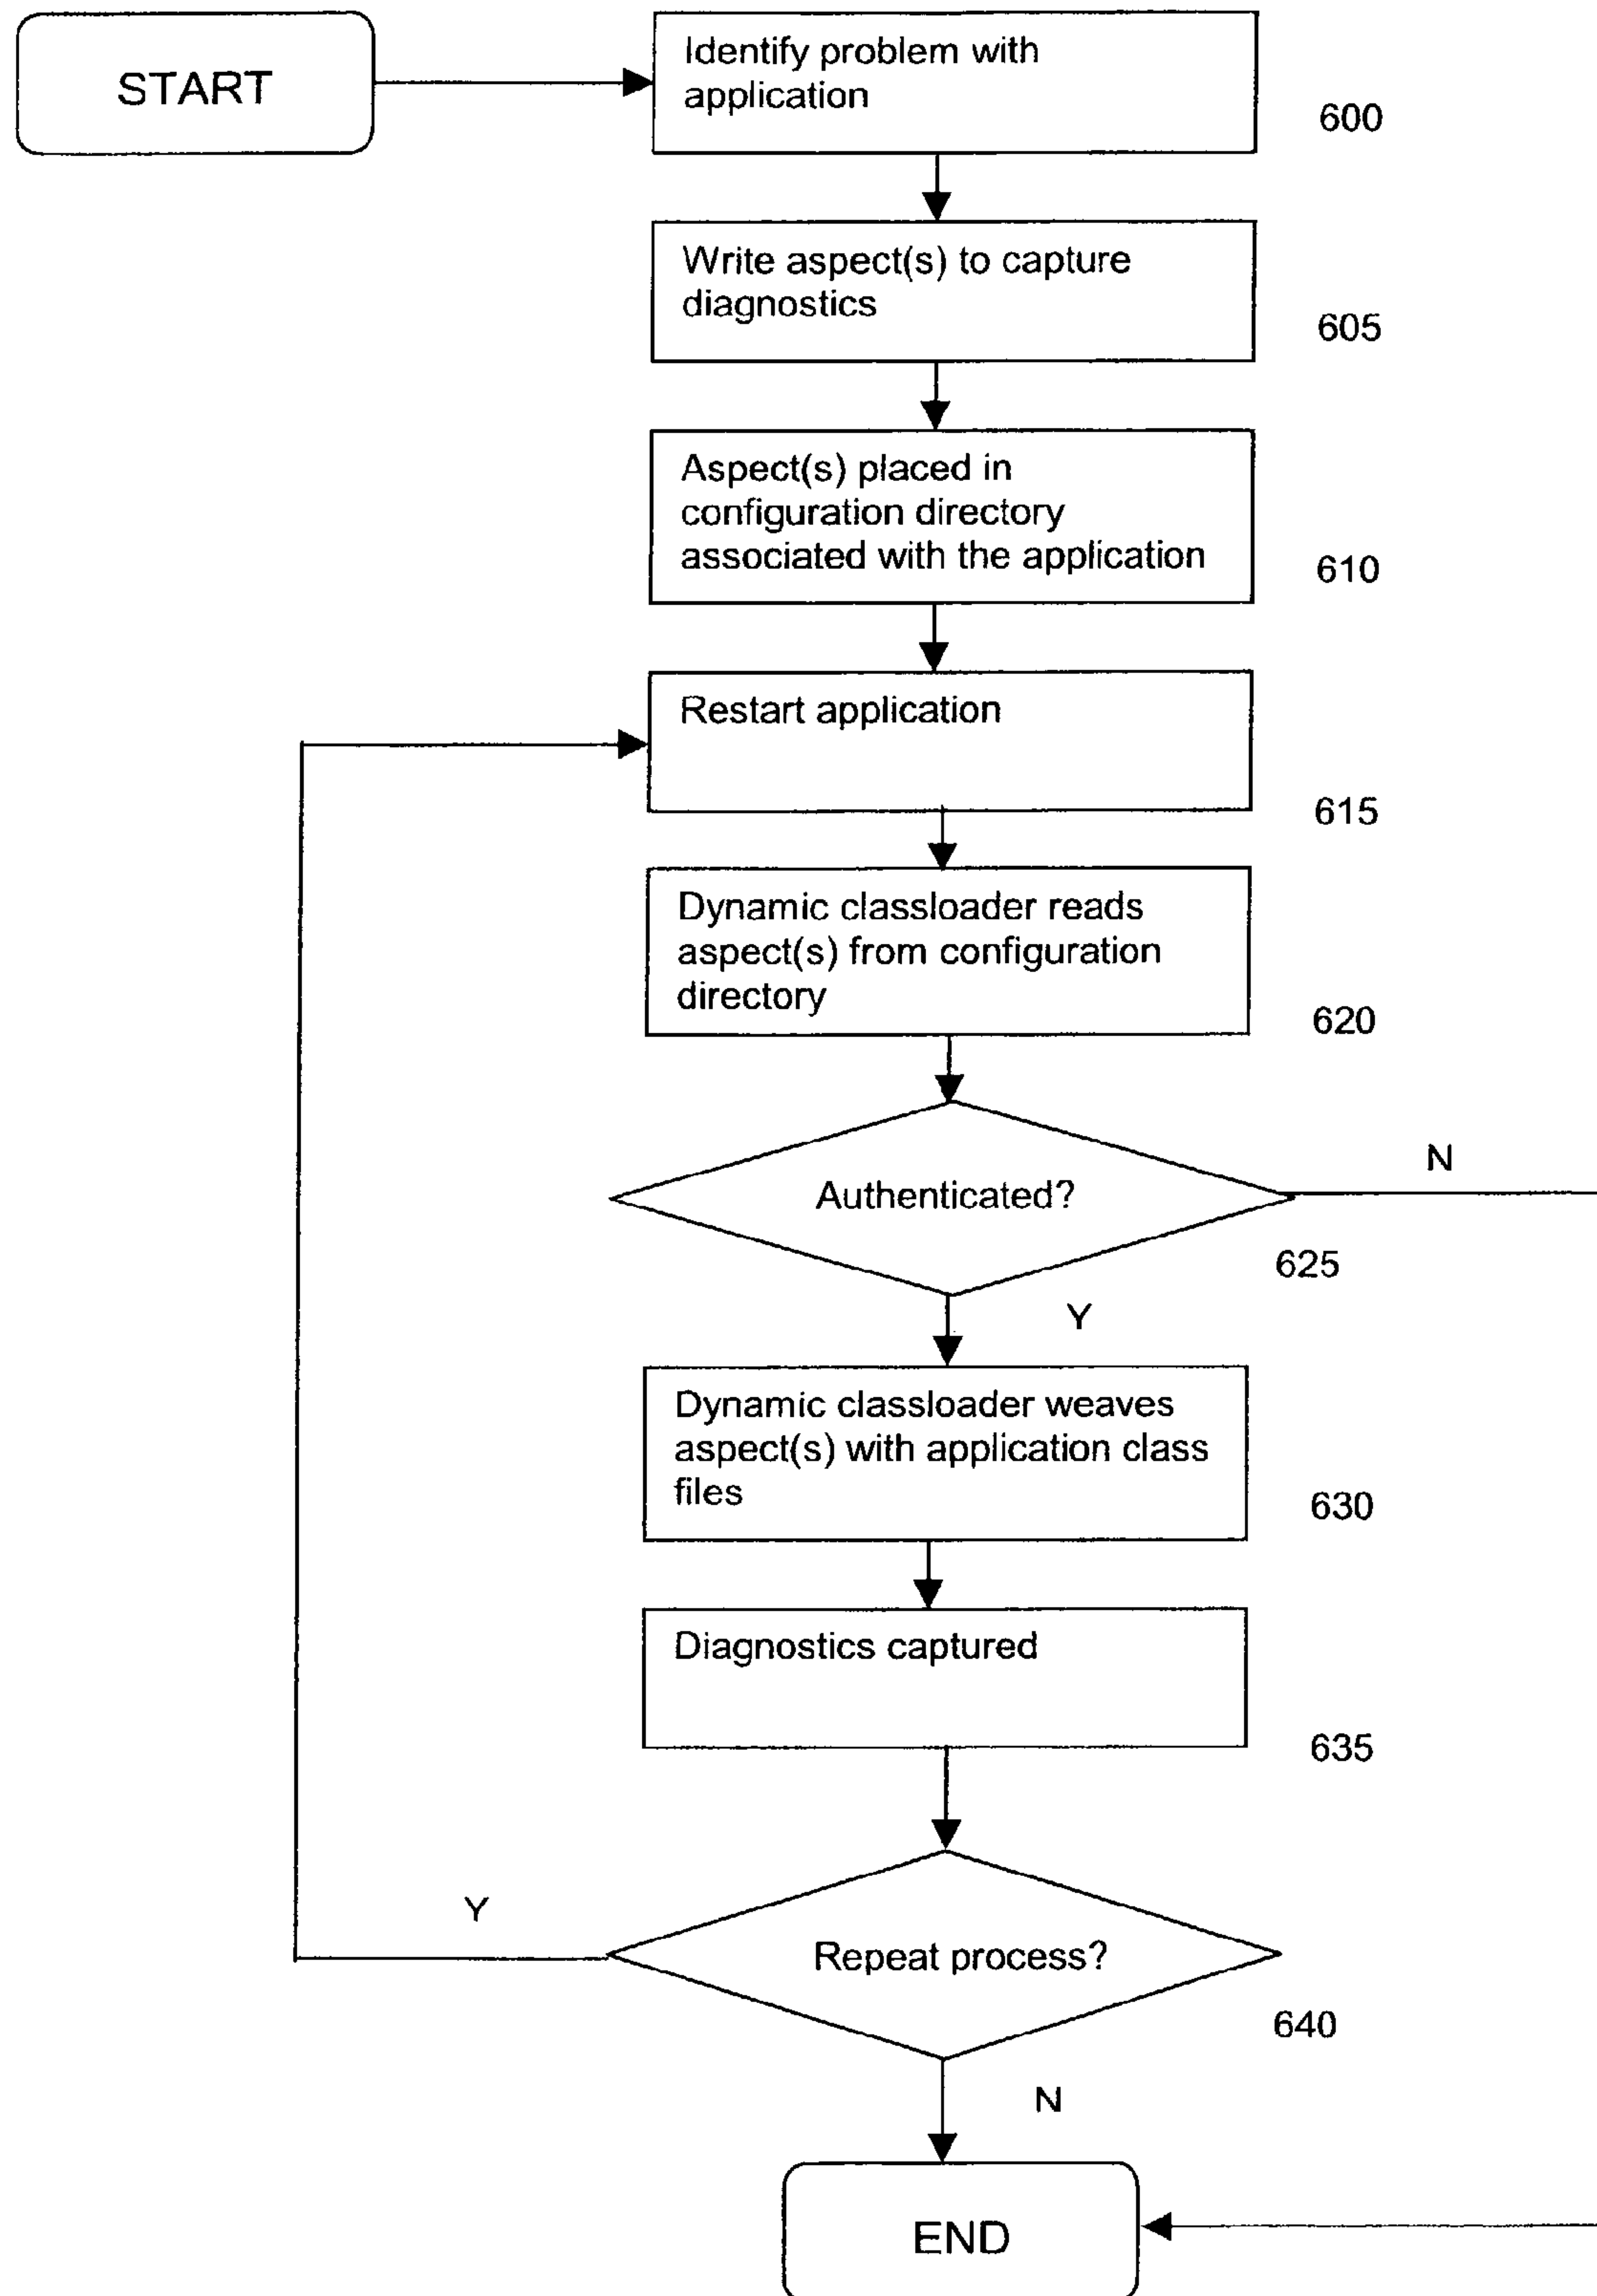 START
Identify problem with
application
600
Write aspect(s) to capture
diagnostics
605
Aspect(s) placed in
configuration directory
associated with the application
610
Restart application
615
Dynamic classloader reads
aspect(s) from configuration
directory
620
Authenticated?
N
625
Y
Dynamic classloader weaves
aspect(s) with application class
files
630
Diagnostics captured
635
Y
Repeat process?
640
N
END